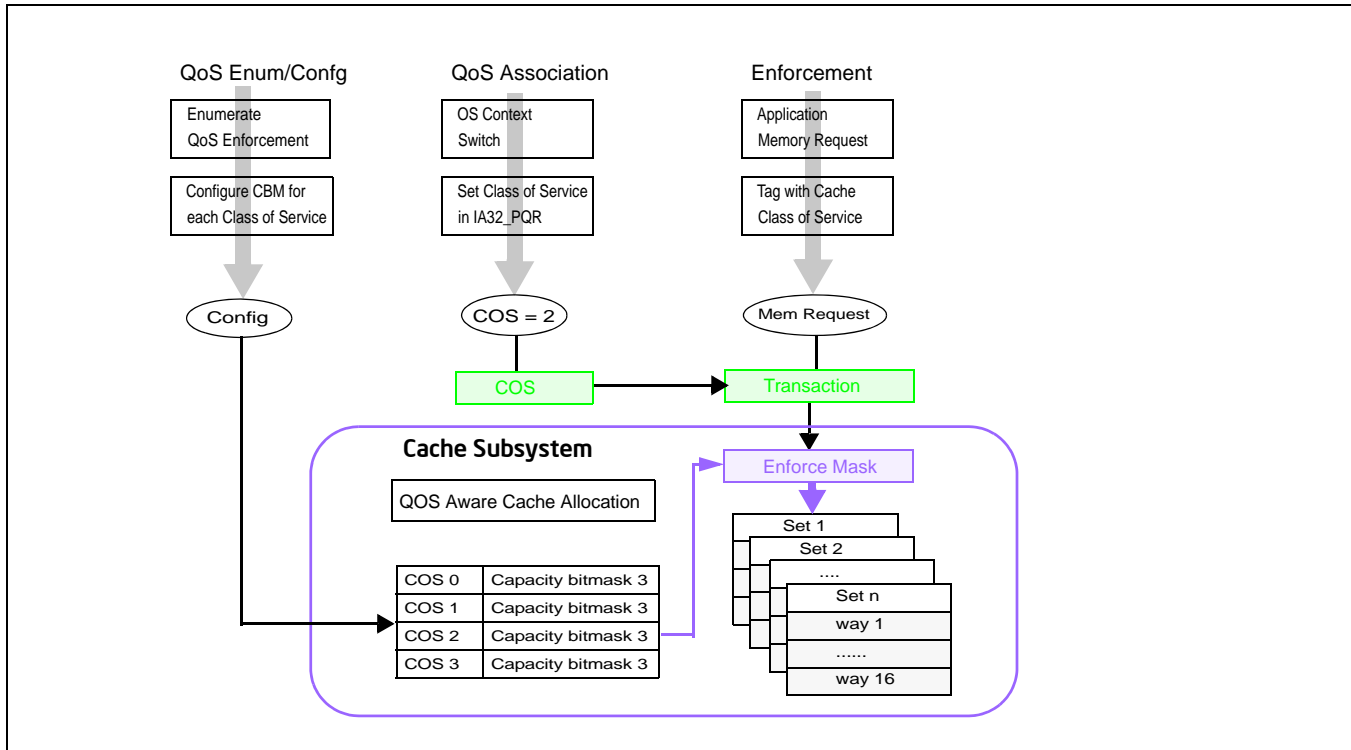 QoS Enum/Confg
QoS Association
Enforcement
Enumerate
QoS Enforcement
OS Context
Switch
Application
Memory Request
Configure CBM for
each Class of Service
Set Class of Service
in IA32_PQR
Tag with Cache
Class of Service
Config
COS = 2
Mem Request
COS
Transaction
Cache Subsystem
Enforce Mask
QOS Aware Cache Allocation
Set 1
Set 2
....
Set n
way 1
......
way 16
COS 0 Capacity bitmask 3
COS 1 Capacity bitmask 3
COS 2 Capacity bitmask 3
COS 3 Capacity bitmask 3